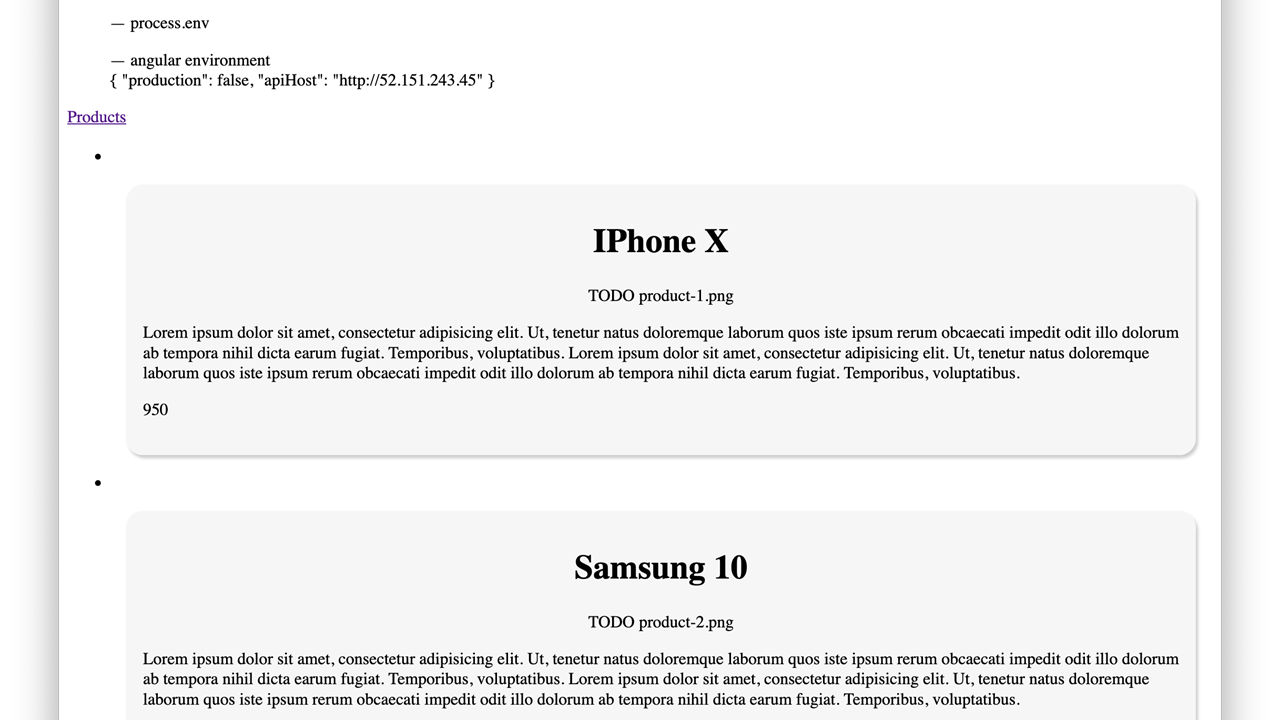 — process.env
— angular environment
{ "production": false, "apiHost": "http://52.151.243.45" }
Products
IPhone X
TODO product-1.png
Lorem ipsum dolor sit amet, consectetur adipisicing elit. Ut, tenetur natus doloremque laborum quos iste ipsum rerum obcaecati impedit odit illo dolorum
ab tempora nihil dicta earum fugiat. Temporibus, voluptatibus. Lorem ipsum dolor sit amet, consectetur adipisicing elit. Ut, tenetur natus doloremque
laborum quos iste ipsum rerum obcaecati impedit odit illo dolorum ab tempora nihil dicta earum fugiat. Temporibus, voluptatibus.
950
Samsung 10
TODO product-2.png
Lorem ipsum dolor sit amet, consectetur adipisicing elit. Ut, tenetur natus doloremque laborum quos iste ipsum rerum obcaecati impedit odit illo dolorum
ab tempora nihil dicta earum fugiat. Temporibus, voluptatibus. Lorem ipsum dolor sit amet, consectetur adipisicing elit. Ut, tenetur natus doloremque
laborum quos iste ipsum rerum obcaecati impedit odit illo dolorum ab tempora nihil dicta earum fugiat. Temporibus, voluptatibus.